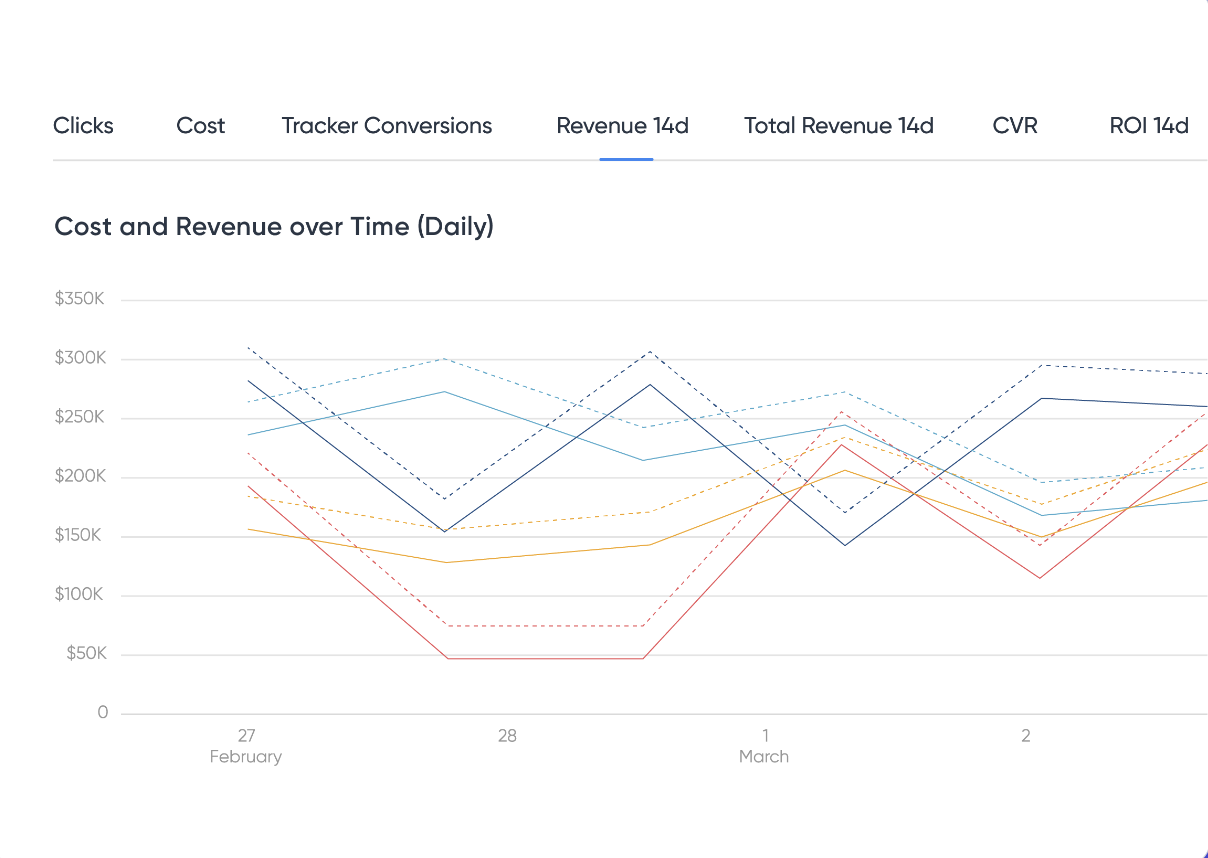 Clicks Cost Tracker Conversions Revenue 14d Total Revenue 14d CVR ROI 14d
Cost and Revenue over Time (Daily)
$350K
$300K
$250K
$200K
$150K
$100K
$50K
0
27 28 1 2
February March